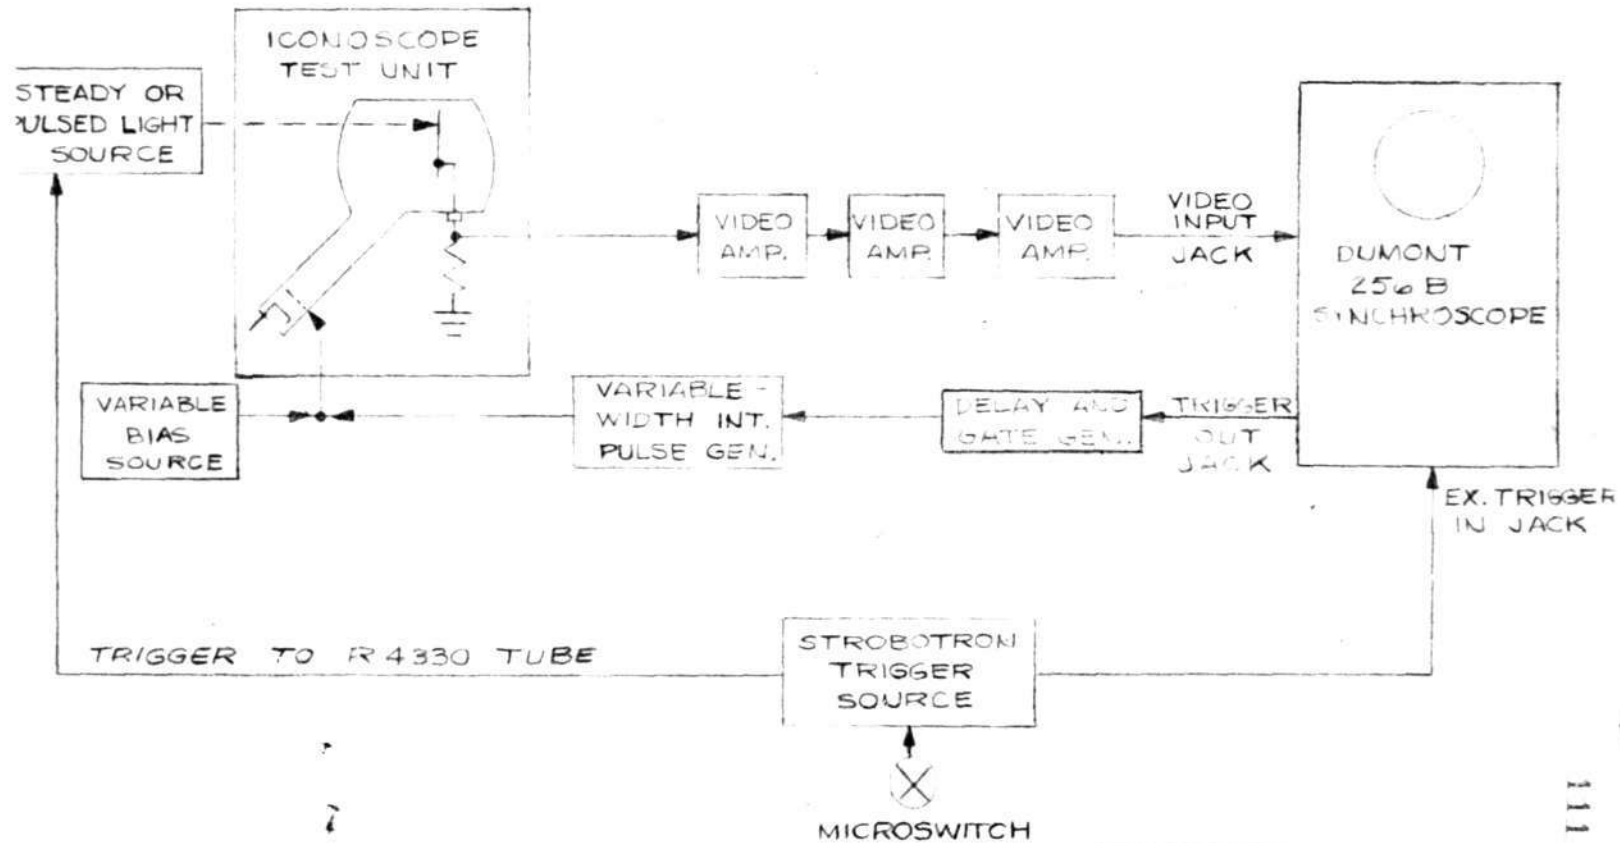 ICONOSCOPE
TEST UNIT
STEADY OR
PULSED LIGHT
SOURCE
VIDEO
AMP.
VIDEO
AMP.
VIDEO
AMP.
VIDEO
INPUT
JACK
DUMONT
256 B
SYNCHROSCOPE
VARIABLE
BIAS
SOURCE
VARIABLE -
WIDTH INT.
PULSE GEN.
DELAY AND
GATE GEN.
TRIGGER
OUT
JACK
EX. TRIGGER
IN JACK
TRIGGER TO R4330 TUBE
STROBOTRON
TRIGGER
SOURCE
MICROSWITCH
111